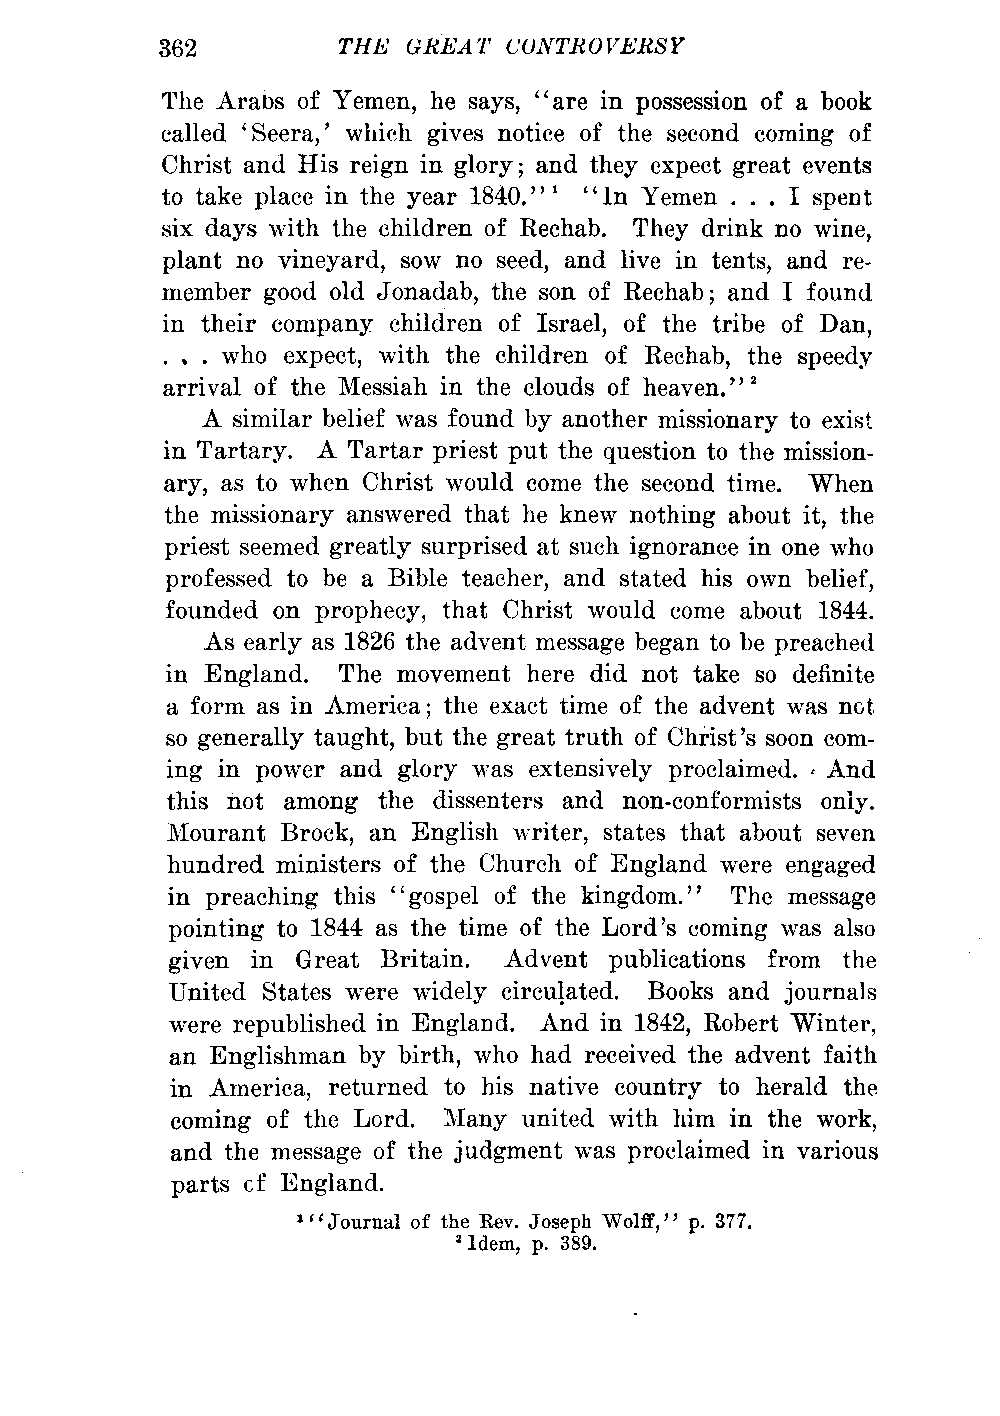 362 THE GREAT CONTROVERSY
The Arabs of Yemen, he says, "are in possession of a book
called 'Seera,' which gives notice of the second coming of
Christ and His reign in glory; and they expect great events
to take place in the year 1840."¹ "In Yemen . . . I spent
six days with the children of Rechab. They drink no wine,
plant no vineyard, sow no seed, and live in tents, and re-
member good old Jonadab, the son of Rechab; and I found
in their company children of Israel, of the tribe of Dan,
. . . who expect, with the children of Rechab, the speedy
arrival of the Messiah in the clouds of heaven."²
A similar belief was found by another missionary to exist
in Tartary. A Tartar priest put the question to the mission-
ary, as to when Christ would come the second time. When
the missionary answered that he knew nothing about it, the
priest seemed greatly surprised at such ignorance in one who
professed to be a Bible teacher, and stated his own belief,
founded on prophecy, that Christ would come about 1844.
As early as 1826 the advent message began to be preached
in England. The movement here did not take so definite
a form as in America; the exact time of the advent was not
so generally taught, but the great truth of Christ's soon com-
ing in power and glory was extensively proclaimed. And
this not among the dissenters and non-conformists only.
Mourant Brock, an English writer, states that about seven
hundred ministers of the Church of England were engaged
in preaching this "gospel of the kingdom." The message
pointing to 1844 as the time of the Lord's coming was also
given in Great Britain. Advent publications from the
United States were widely circulated. Books and journals
were republished in England. And in 1842, Robert Winter,
an Englishman by birth, who had received the advent faith
in America, returned to his native country to herald the
coming of the Lord. Many united with him in the work,
and the message of the judgment was proclaimed in various
parts of England.
¹"Journal of the Rev. Joseph Wolff," p. 377.
²Idem, p. 389.